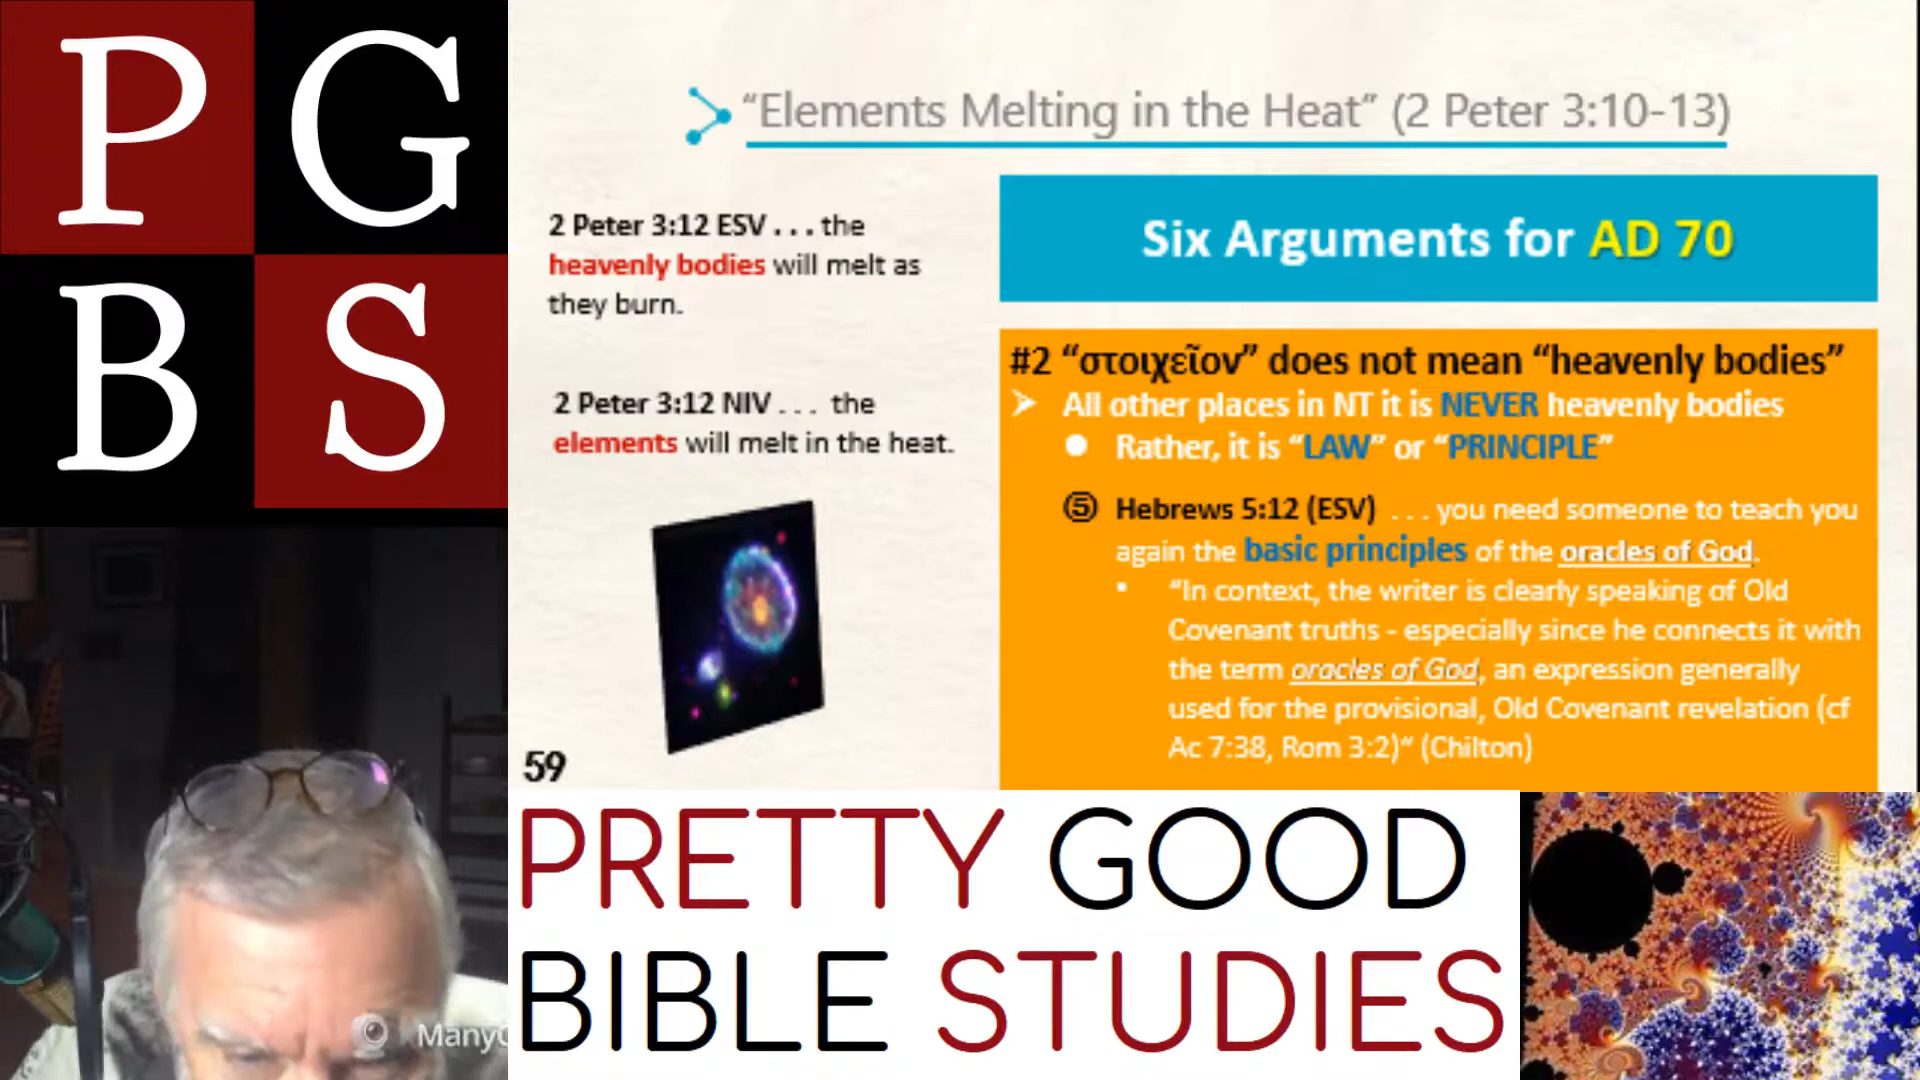 P G
B S
“Elements Melting in the Heat” (2 Peter 3:10-13)
2 Peter 3:12 ESV . . . the
heavenly bodies will melt as
they burn.
2 Peter 3:12 NIV . . . the
elements will melt in the heat.
59
Six Arguments for AD 70
#2 “στοιχεῖον” does not mean “heavenly bodies”
➤ All other places in NT it is NEVER heavenly bodies
● Rather, it is “LAW” or “PRINCIPLE”
⑤ Hebrews 5:12 (ESV) . . . you need someone to teach you
again the basic principles of the oracles of God.
• “In context, the writer is clearly speaking of Old
Covenant truths - especially since he connects it with
the term oracles of God, an expression generally
used for the provisional, Old Covenant revelation (cf
Ac 7:38, Rom 3:2)“ (Chilton)
PRETTY GOOD
BIBLE STUDIES